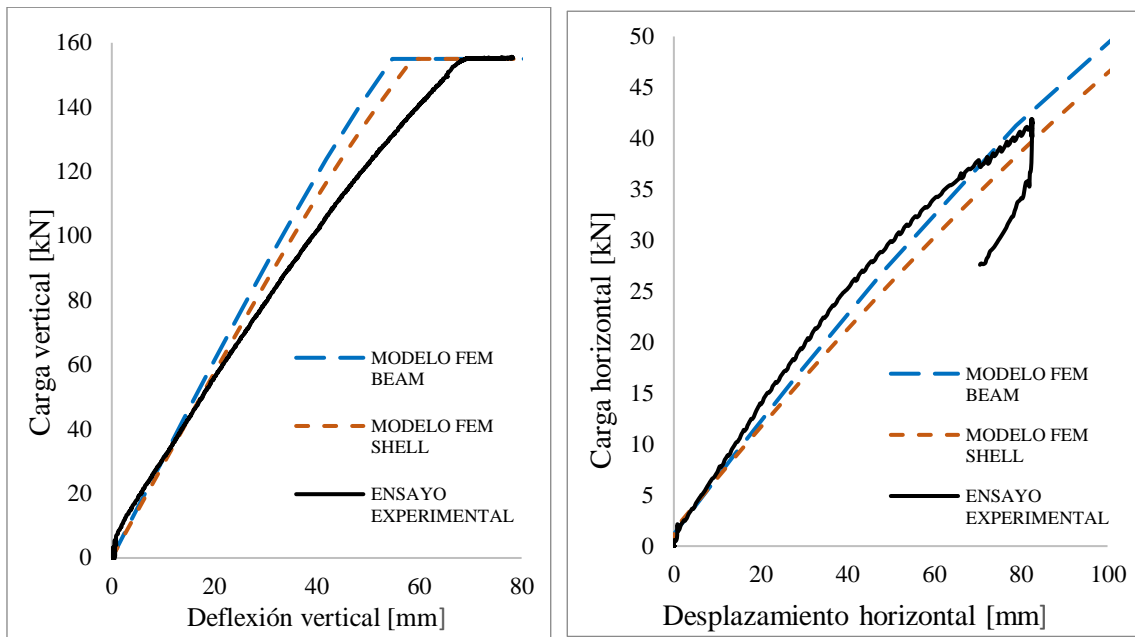 160
140
120
100
80
60
40
20
0
Carga vertical [kN]
MODELO FEM
BEAM
MODELO FEM
SHELL
ENSAYO
EXPERIMENTAL
0 20 40 60 80
Deflexión vertical [mm]
50
45
40
35
30
25
20
15
10
5
0
Carga horizontal [kN]
MODELO FEM
BEAM
MODELO FEM
SHELL
ENSAYO
EXPERIMENTAL
0 20 40 60 80 100
Desplazamiento horizontal [mm]